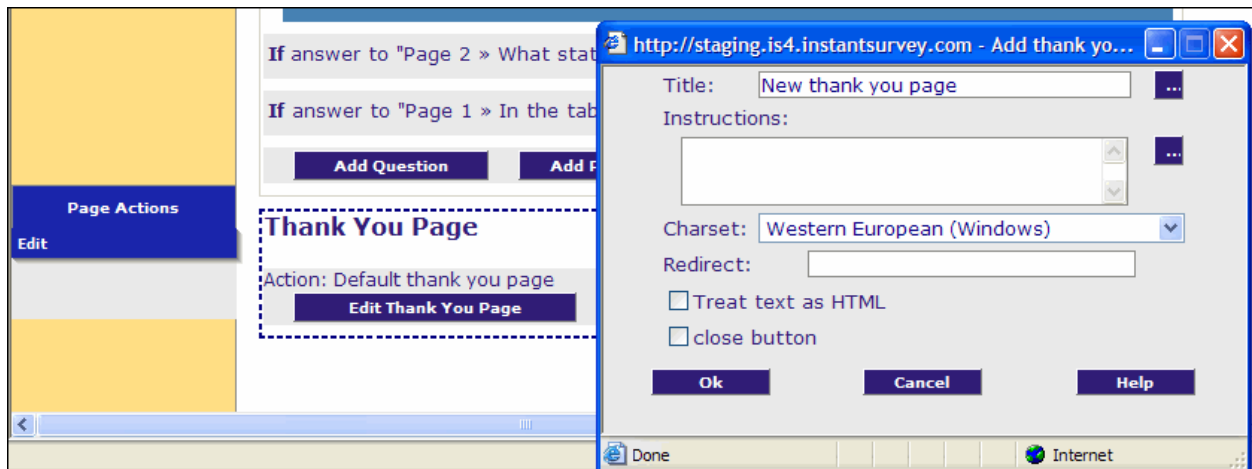 If answer to "Page 2 » What stat
If answer to "Page 1 » In the tab
Add Question
Add
Page Actions
Edit
Thank You Page
Action: Default thank you page
Edit Thank You Page
http://staging.is4.instantsurvey.com - Add thank yo...
Title: New thank you page ...
Instructions:
...
Charset: Western European (Windows)
Redirect:
Treat text as HTML
close button
Ok Cancel Help
Done Internet